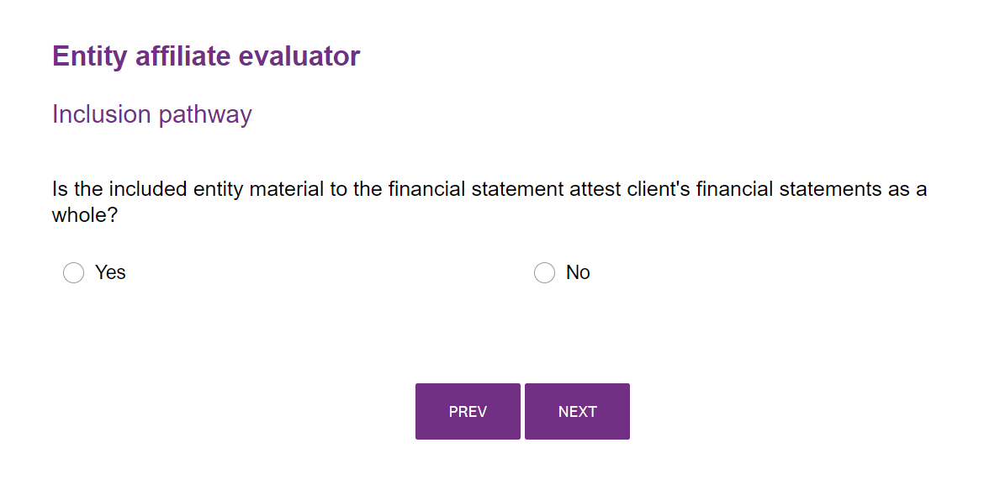 Entity affiliate evaluator
Inclusion pathway
Is the included entity material to the financial statement attest client's financial statements as a
whole?
Yes
No
PREV
NEXT